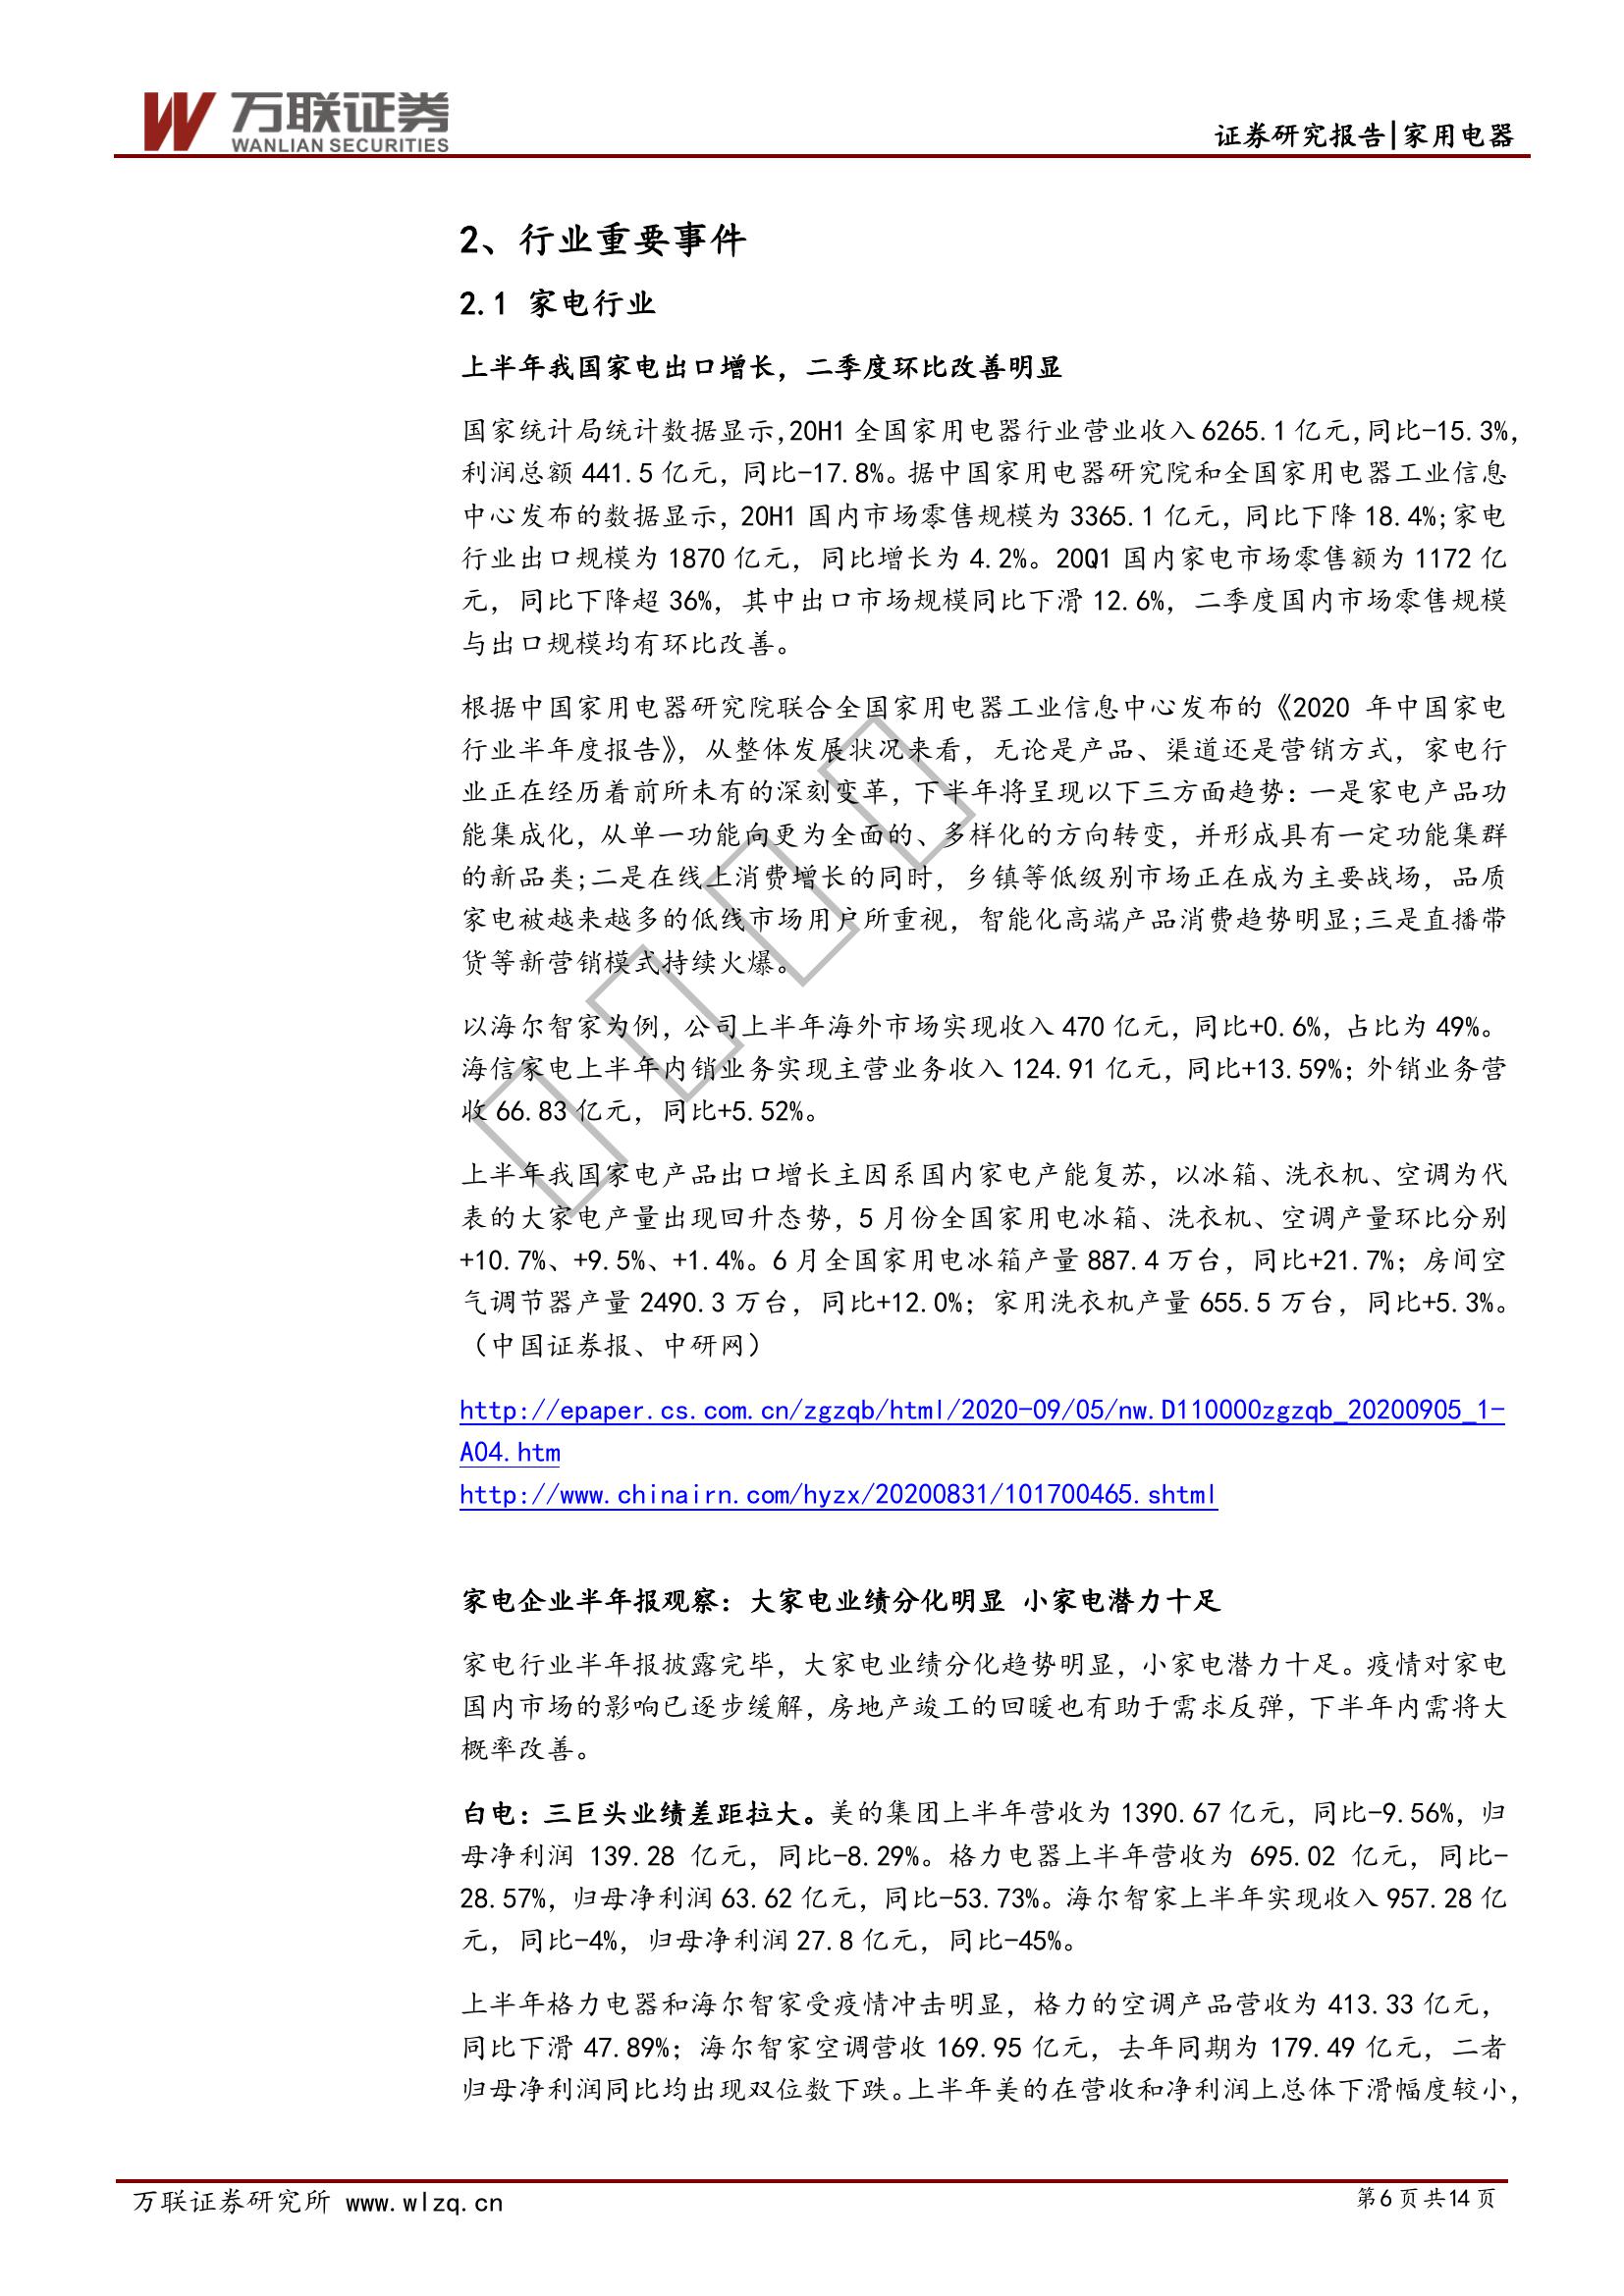 万联证券
WANLIAN SECURITIES
证券研究报告|家用电器
2、行业重要事件
2.1 家电行业
上半年我国家电出口增长，二季度环比改善明显
国家统计局统计数据显示,20H1 全国家用电器行业营业收入 6265.1 亿元,同比-15.3%,
利润总额 441.5 亿元，同比-17.8%。据中国家用电器研究院和全国家用电器工业信息
中心发布的数据显示，20H1 国内市场零售规模为 3365.1 亿元，同比下降 18.4%;家电
行业出口规模为 1870 亿元，同比增长为 4.2%。20Q1 国内家电市场零售额为 1172 亿
元，同比下降超 36%，其中出口市场规模同比下滑 12.6%，二季度国内市场零售规模
与出口规模均有环比改善。
根据中国家用电器研究院联合全国家用电器工业信息中心发布的《2020 年中国家电
行业半年度报告》，从整体发展状况来看，无论是产品、渠道还是营销方式，家电行
业正在经历着前所未有的深刻变革，下半年将呈现以下三方面趋势：一是家电产品功
能集成化，从单一功能向更为全面的、多样化的方向转变，并形成具有一定功能集群
的新品类;二是在线上消费增长的同时，乡镇等低级别市场正在成为主要战场，品质
家电被越来越多的低线市场用户所重视，智能化高端产品消费趋势明显;三是直播带
货等新营销模式持续火爆。
以海尔智家为例，公司上半年海外市场实现收入 470 亿元，同比+0.6%，占比为 49%。
海信家电上半年内销业务实现主营业务收入 124.91 亿元，同比+13.59%；外销业务营
收 66.83 亿元，同比+5.52%。
上半年我国家电产品出口增长主因系国内家电产能复苏，以冰箱、洗衣机、空调为代
表的大家电产量出现回升态势，5 月份全国家用电冰箱、洗衣机、空调产量环比分别
+10.7%、+9.5%、+1.4%。6 月全国家用电冰箱产量 887.4 万台，同比+21.7%；房间空
气调节器产量 2490.3 万台，同比+12.0%；家用洗衣机产量 655.5 万台，同比+5.3%。
（中国证券报、中研网）
http://epaper.cs.com.cn/zgzqb/html/2020-09/05/nw.D110000zgzqb_20200905_1-
A04.htm
http://www.chinairn.com/hyzx/20200831/101700465.shtml
家电企业半年报观察：大家电业绩分化明显 小家电潜力十足
家电行业半年报披露完毕，大家电业绩分化趋势明显，小家电潜力十足。疫情对家电
国内市场的影响已逐步缓解，房地产竣工的回暖也有助于需求反弹，下半年内需将大
概率改善。
白电：三巨头业绩差距拉大。美的集团上半年营收为 1390.67 亿元，同比-9.56%，归
母净利润 139.28 亿元，同比-8.29%。格力电器上半年营收为 695.02 亿元，同比-
28.57%，归母净利润 63.62 亿元，同比-53.73%。海尔智家上半年实现收入 957.28 亿
元，同比-4%，归母净利润 27.8 亿元，同比-45%。
上半年格力电器和海尔智家受疫情冲击明显，格力的空调产品营收为 413.33 亿元，
同比下滑 47.89%；海尔智家空调营收 169.95 亿元，去年同期为 179.49 亿元，二者
归母净利润同比均出现双位数下跌。上半年美的在营收和净利润上总体下滑幅度较小，
万联证券研究所 www.wlzq.cn
第 6 页 共 14 页